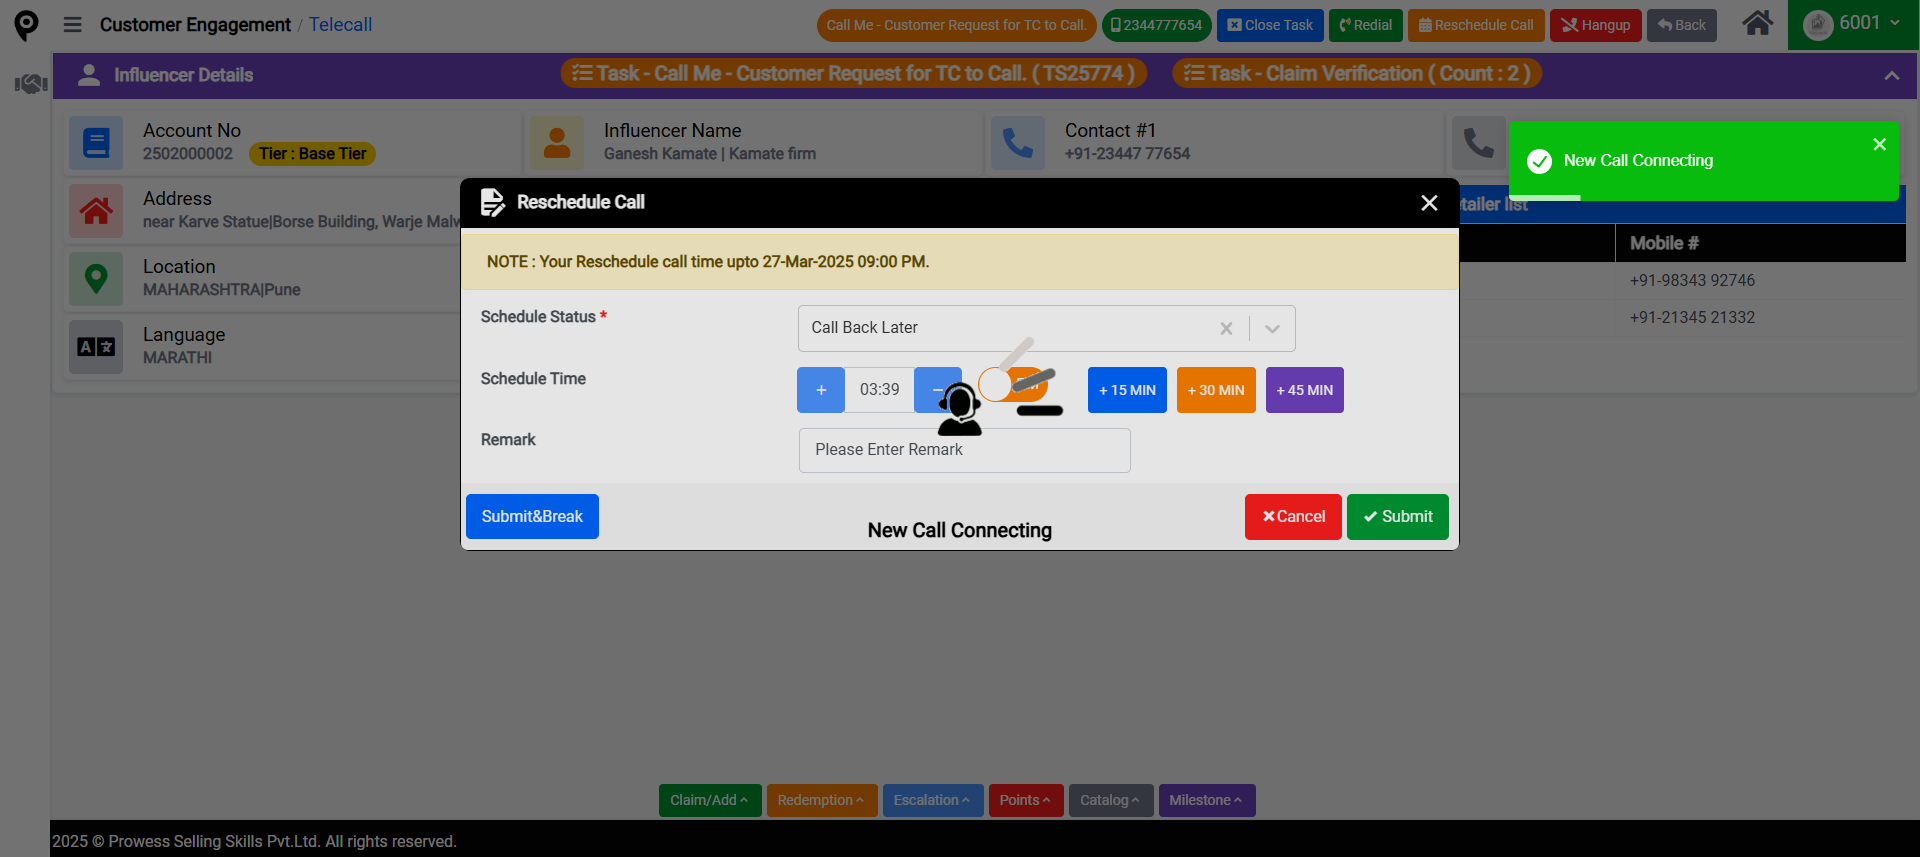 Customer Engagement / Telecall
Call Me - Customer Request for TC to Call.
2344777654
Close Task
Redial
Reschedule Call
Hangup
Back
6001
Influencer Details
Task - Call Me - Customer Request for TC to Call. ( TS25774 )
Task - Claim Verification ( Count : 2 )
Account No
2502000002
Tier : Base Tier
Influencer Name
Ganesh Kamate | Kamate firm
Contact #1
+91-23447 77654
New Call Connecting
Address
near Karve Statue|Borse Building, Warje
Location
MAHARASHTRA|Pune
Language
MARATHI
list
Mobile #
+91-98343 92746
+91-21345 21332
Reschedule Call
NOTE : Your Reschedule call time upto 27-Mar-2025 09:00 PM.
Schedule Status *
Call Back Later
Schedule Time
+
03:39
−
+ 15 MIN
+ 30 MIN
+ 45 MIN
Remark
Please Enter Remark
Submit&Break
New Call Connecting
Cancel
Submit
Claim/Add
Redemption
Escalation
Points
Catalog
Milestone
2025 © Prowess Selling Skills Pvt.Ltd. All rights reserved.